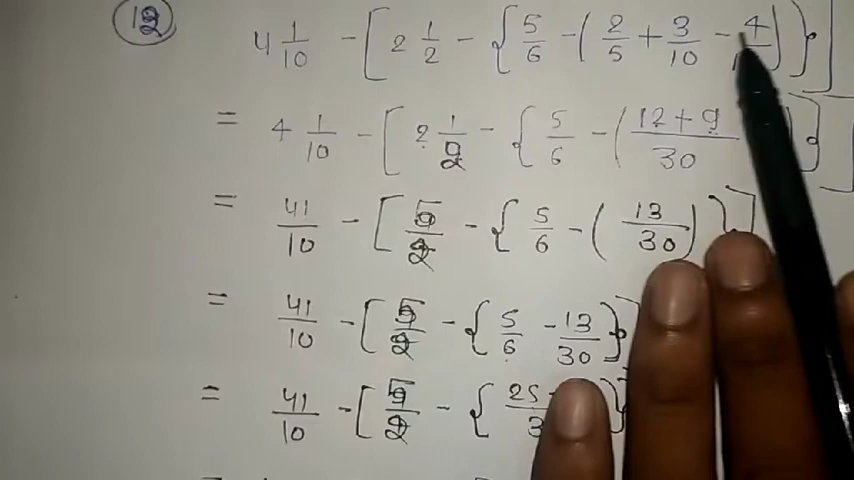 12
4 1/10 - [ 2 1/2 - { 5/6 - ( 2/5 + 3/10 - 4
= 4 1/10 - [ 2 1/2 - { 5/6 - ( 12 + 9 / 30 ) } ]
= 41/10 - [ 5/2 - { 5/6 - ( 13/30 ) } ]
= 41/10 - [ 5/2 - { 5/6 - 13/30 } ]
= 41/10 - [ 5/2 - { 25
=